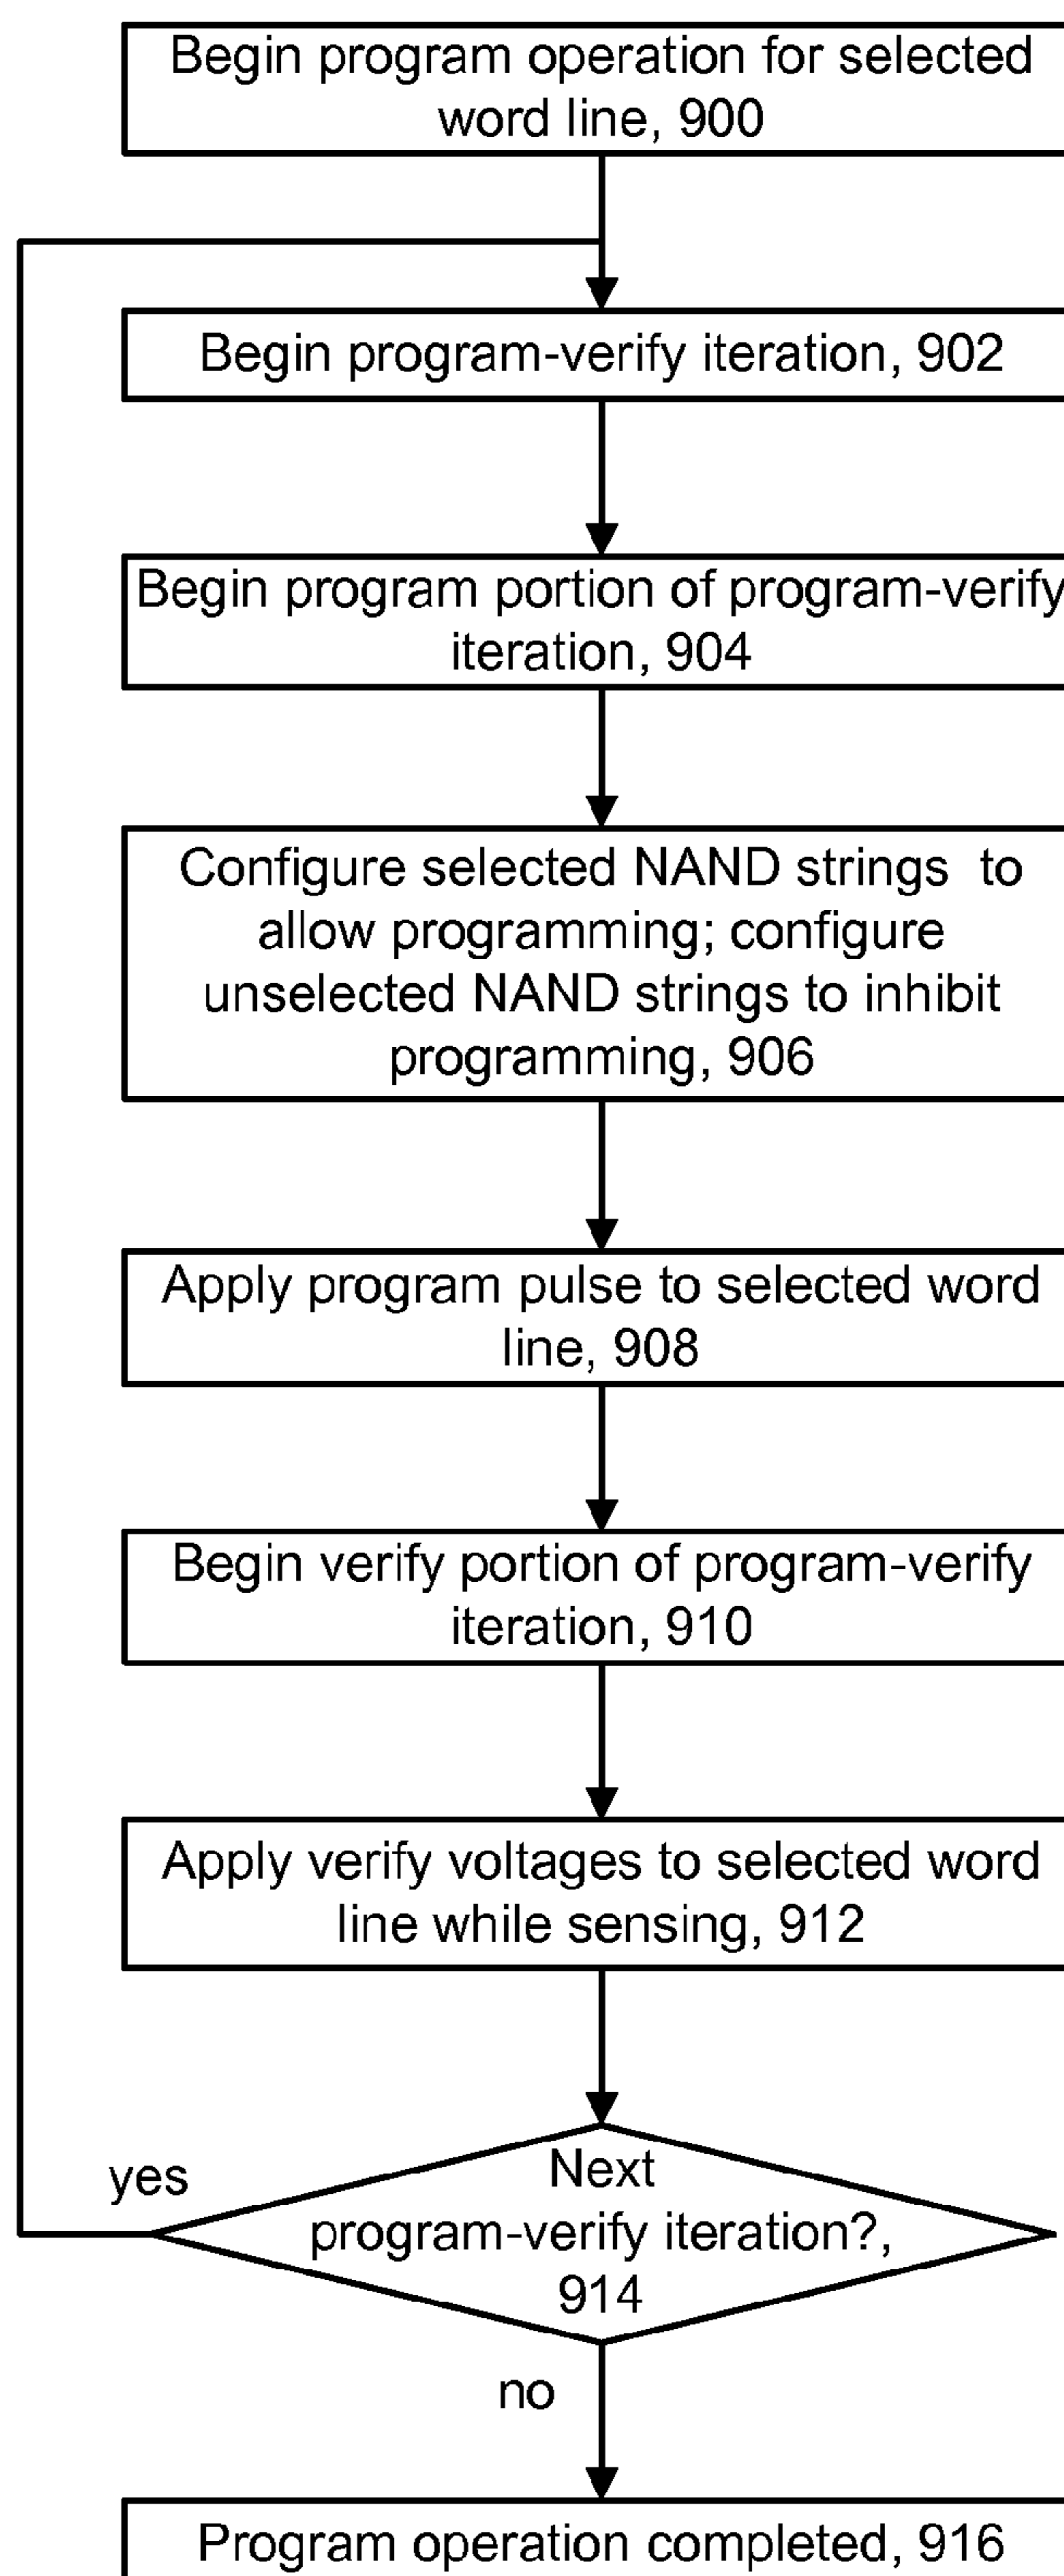 Begin program operation for selected
word line, 900
Begin program-verify iteration, 902
Begin program portion of program-verify
iteration, 904
Configure selected NAND strings to
allow programming; configure
unselected NAND strings to inhibit
programming, 906
Apply program pulse to selected word
line, 908
Begin verify portion of program-verify
iteration, 910
Apply verify voltages to selected word
line while sensing, 912
yes
Next
program-verify iteration?,
914
no
Program operation completed, 916